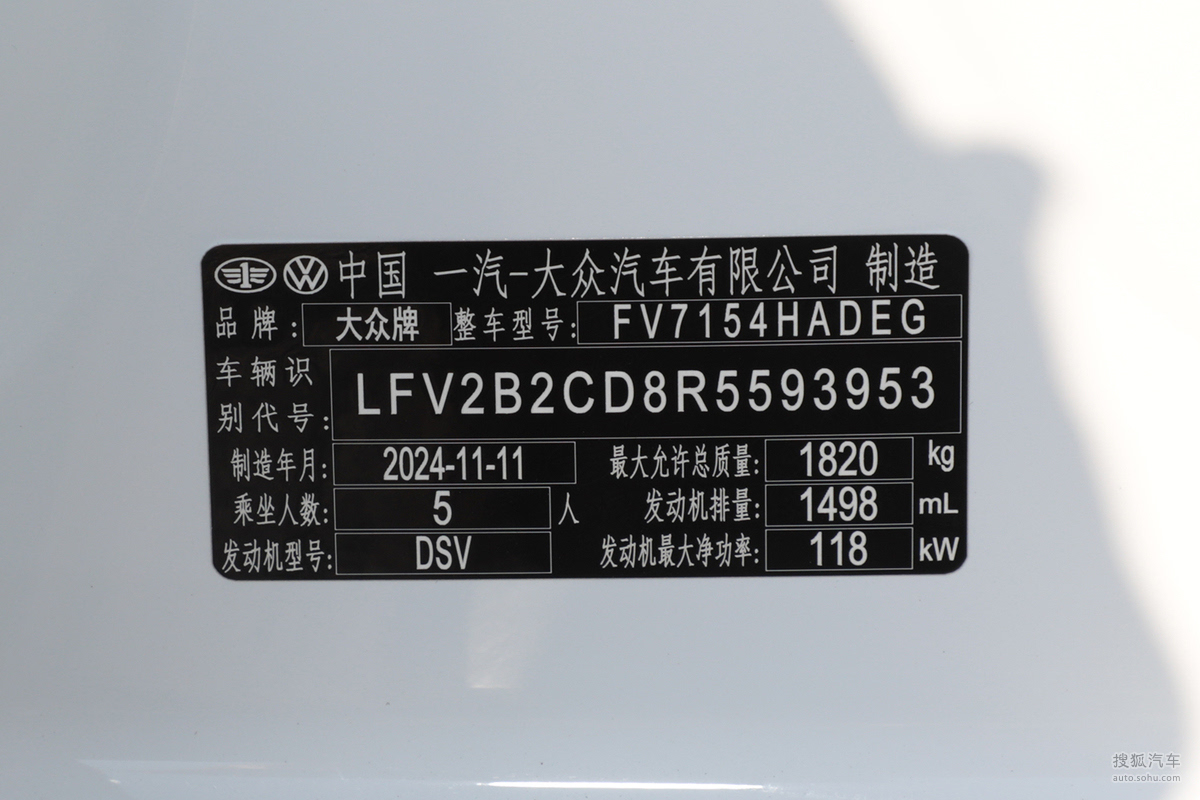 中国 一汽-大众汽车有限公司 制造
品牌: 大众牌 整车型号: FV7154HADEG
车辆识别代号: LFV2B2CD8R5593953
制造年月: 2024-11-11 最大允许总质量: 1820 kg
乘坐人数: 5 人 发动机排量: 1498 mL
发动机型号: DSV 发动机最大净功率: 118 kW
搜狐汽车
auto.sohu.com